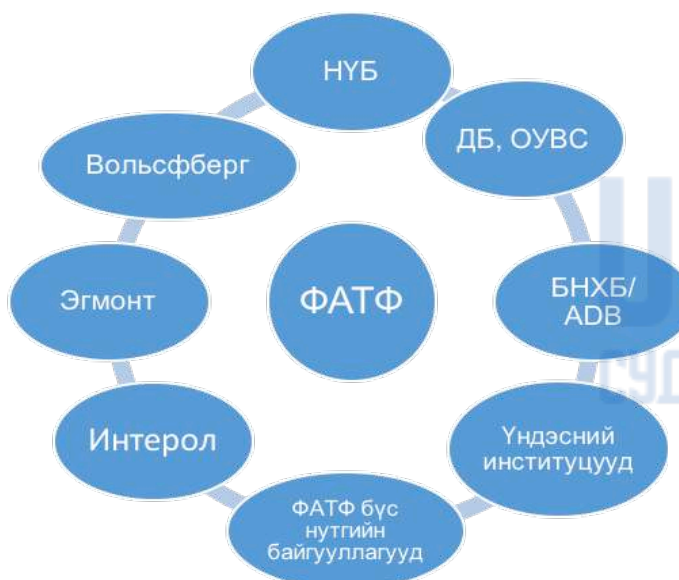 НҮБ
ДБ, ОУВС
БНХБ/
ADB
Үндэсний
институцууд
ФАТФ бүс
нутгийн
байгууллагууд
Интерол
Эгмонт
Вольсфберг
ФАТФ